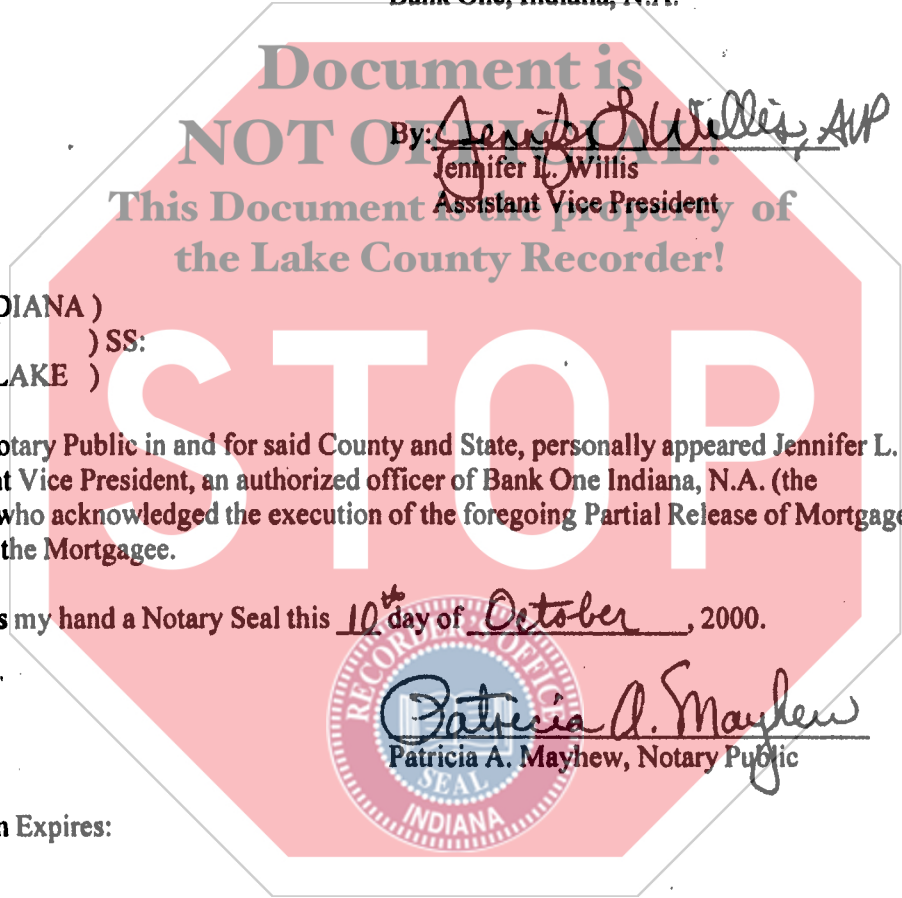 Bank One, Indiana, N.A.
Document is
NOT OFFICIAL!
This Document is the property of
the Lake County Recorder!
By: Jennifer L Willis, AVP
Jennifer L. Willis
Assistant Vice President
DIANA )
) SS:
LAKE )
STOP
otary Public in and for said County and State, personally appeared Jennifer L.
nt Vice President, an authorized officer of Bank One Indiana, N.A. (the
who acknowledged the execution of the foregoing Partial Release of Mortgage
the Mortgagee.
s my hand a Notary Seal this 10th day of October, 2000.
RECORDER'S OFFICE
Patricia A. Mayhew
Patricia A. Mayhew, Notary Public
SEAL
INDIANA
n Expires: